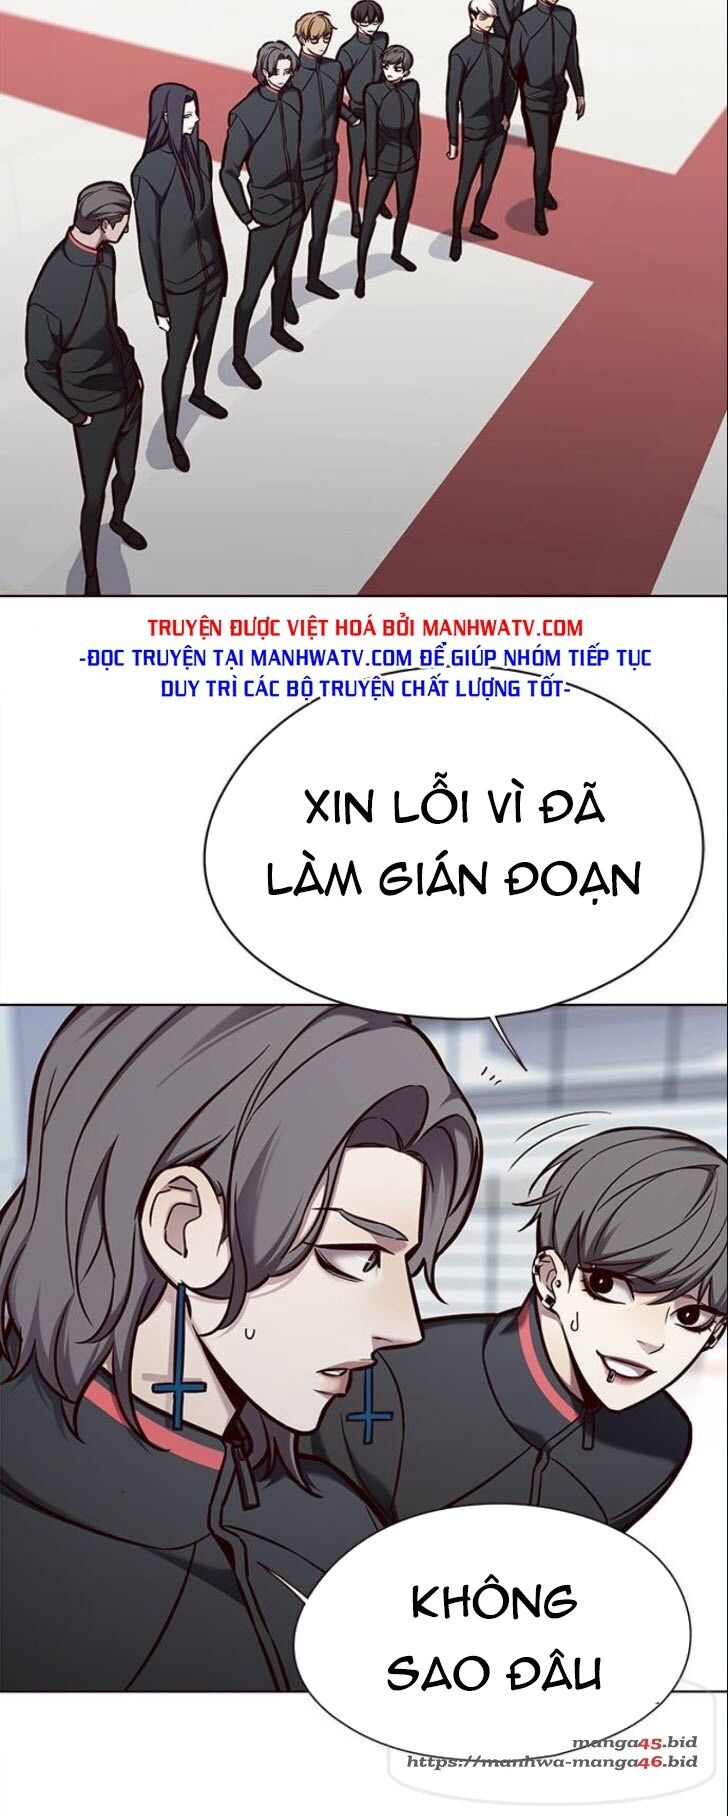 TRUYỆN ĐƯỢC VIỆT HOÁ BỞI MANHWATV.COM
-ĐỌC TRUYỆN TẠI MANHWATV.COM ĐỂ GIÚP NHÓM TIẾP TỤC
DUY TRÌ CÁC BỘ TRUYỆN CHẤT LƯỢNG TỐT-
XIN LỖI VÌ ĐÃ
LÀM GIÁN ĐOẠN
KHÔNG
SAO ĐÂU
manga45.bid
https://manhwa-manga46.bid